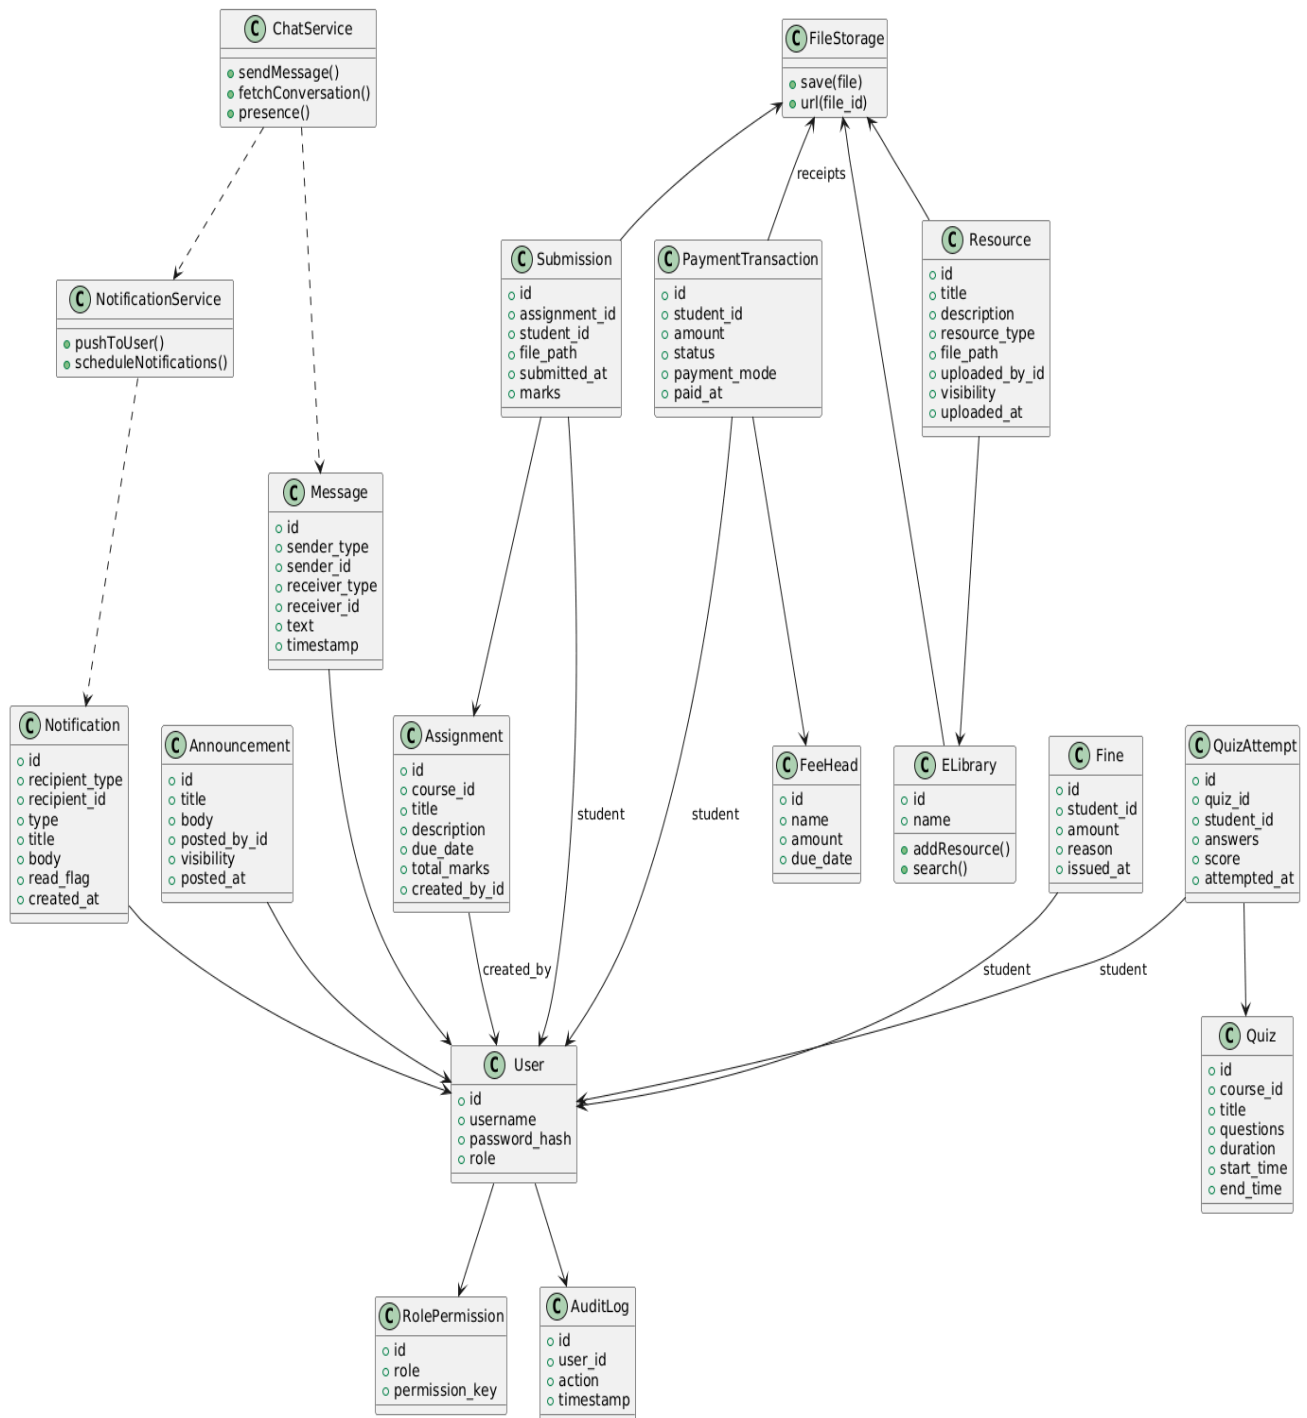 C ChatService
sendMessage()
fetchConversation()
presence()
C FileStorage
save(file)
url(file_id)
receipts
C NotificationService
pushToUser()
scheduleNotifications()
C Submission
id
assignment_id
student_id
file_path
submitted_at
marks
C PaymentTransaction
id
student_id
amount
status
payment_mode
paid_at
C Resource
id
title
description
resource_type
file_path
uploaded_by_id
visibility
uploaded_at
C Message
id
sender_type
sender_id
receiver_type
receiver_id
text
timestamp
C Notification
id
recipient_type
recipient_id
type
title
body
read_flag
created_at
C Announcement
id
title
body
posted_by_id
visibility
posted_at
C Assignment
id
course_id
title
description
due_date
total_marks
created_by_id
student
student
C FeeHead
id
name
amount
due_date
C ELibrary
id
name
addResource()
search()
C Fine
id
student_id
amount
reason
issued_at
C QuizAttempt
id
quiz_id
student_id
answers
score
attempted_at
created_by
student
student
C User
id
username
password_hash
role
C Quiz
id
course_id
title
questions
duration
start_time
end_time
C RolePermission
id
role
permission_key
C AuditLog
id
user_id
action
timestamp